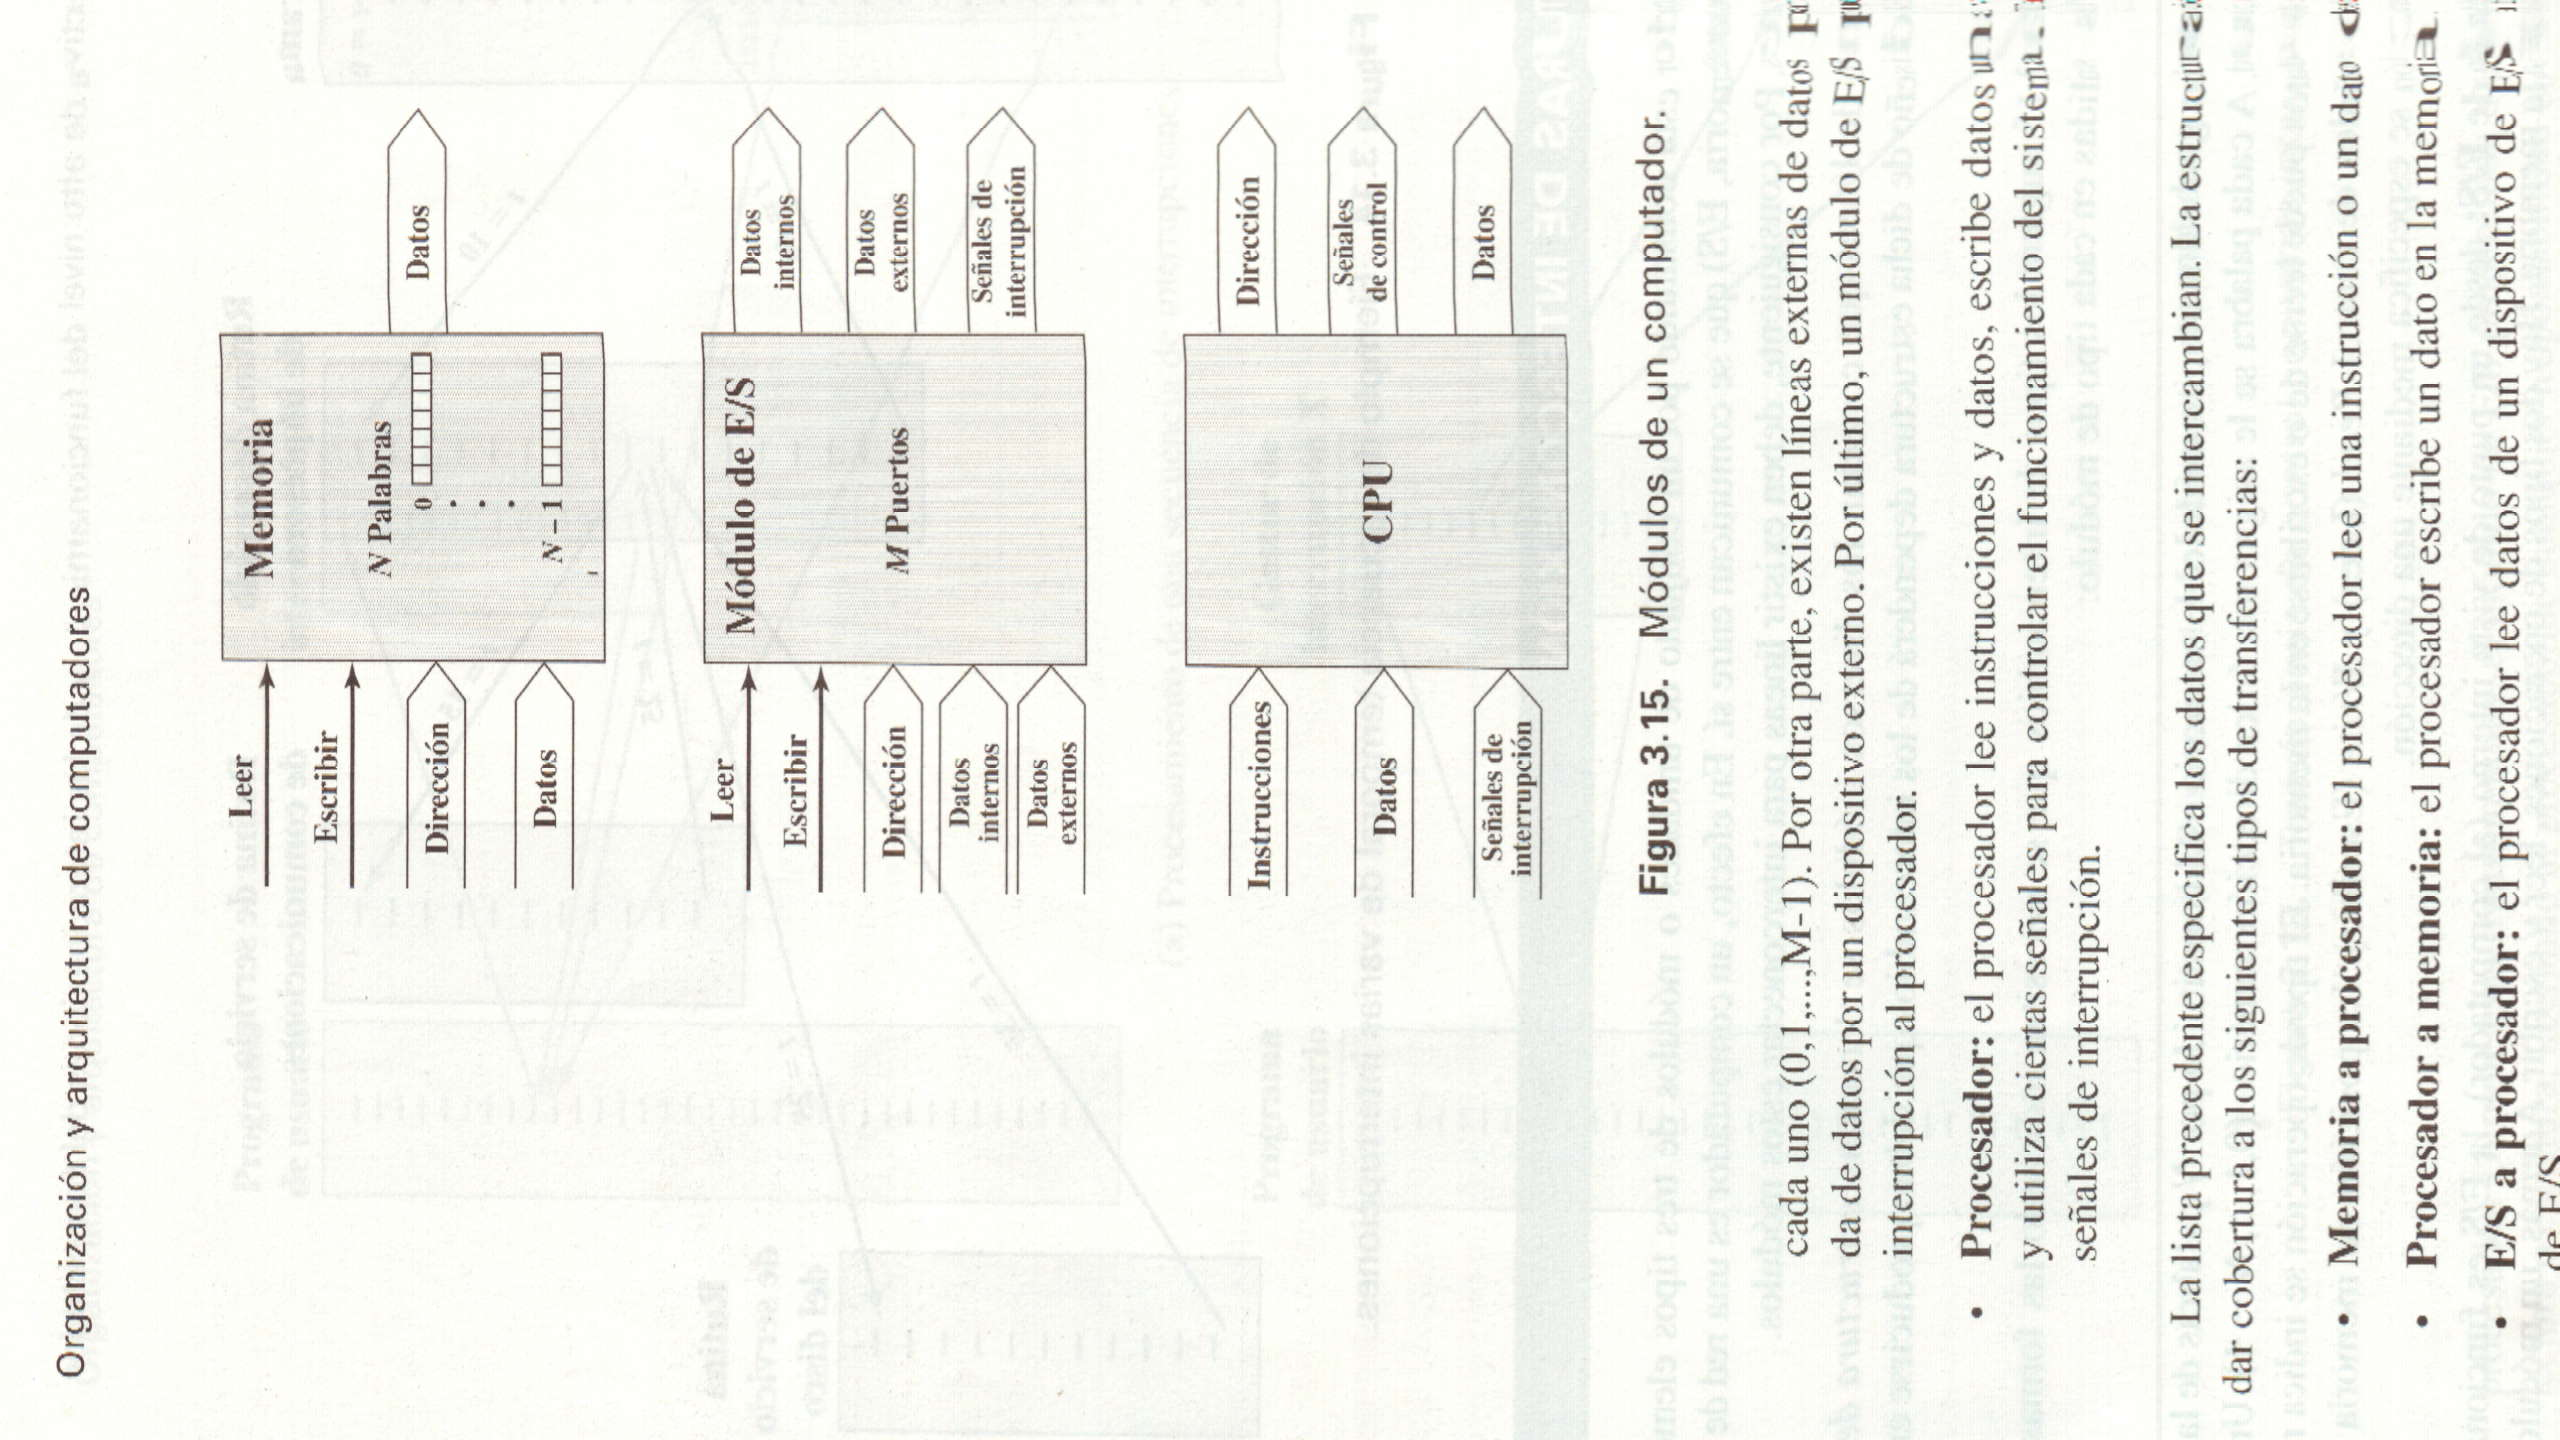 Organización y arquitectura de computadores
Leer
Escribir
Dirección
Datos
Memoria
N Palabras
0
N – 1
Datos
Leer
Escribir
Dirección
Datos
internos
Datos
externos
Módulo de E/S
M Puertos
Datos
internos
Datos
externos
Señales de
interrupción
Instrucciones
Datos
Señales de
interrupción
CPU
Dirección
Señales
de control
Datos
Figura 3.15. Módulos de un computador.
cada uno (0,1,...,M-1). Por otra parte, existen líneas externas de datos
da de datos por un dispositivo externo. Por último, un módulo de E/S
interrupción al procesador.
• Procesador: el procesador lee instrucciones y datos, escribe datos
y utiliza ciertas señales para controlar el funcionamiento del sistema.
señales de interrupción.
La lista precedente especifica los datos que se intercambian. La estructura
dar cobertura a los siguientes tipos de transferencias:
• Memoria a procesador: el procesador lee una instrucción o un dato
• Procesador a memoria: el procesador escribe un dato en la memoria
• E/S a procesador: el procesador lee datos de un dispositivo de E/S
de E/S